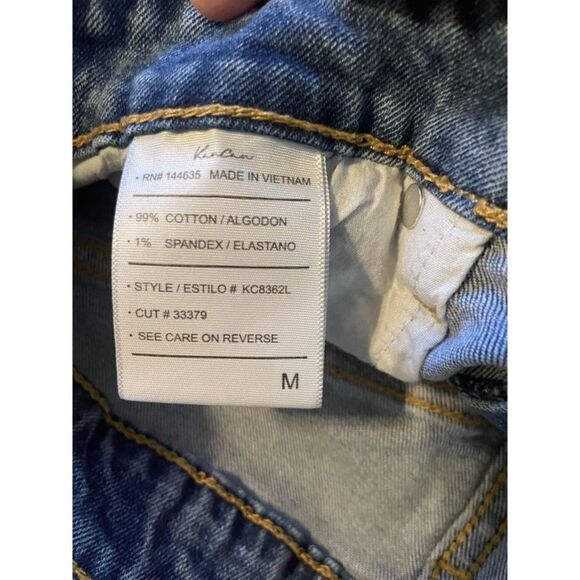 KanCan
• RN# 144635 MADE IN VIETNAM
• 99% COTTON / ALGODON
• 1% SPANDEX / ELASTANO
• STYLE / ESTILO # KC8362L
• CUT # 33379
• SEE CARE ON REVERSE
M